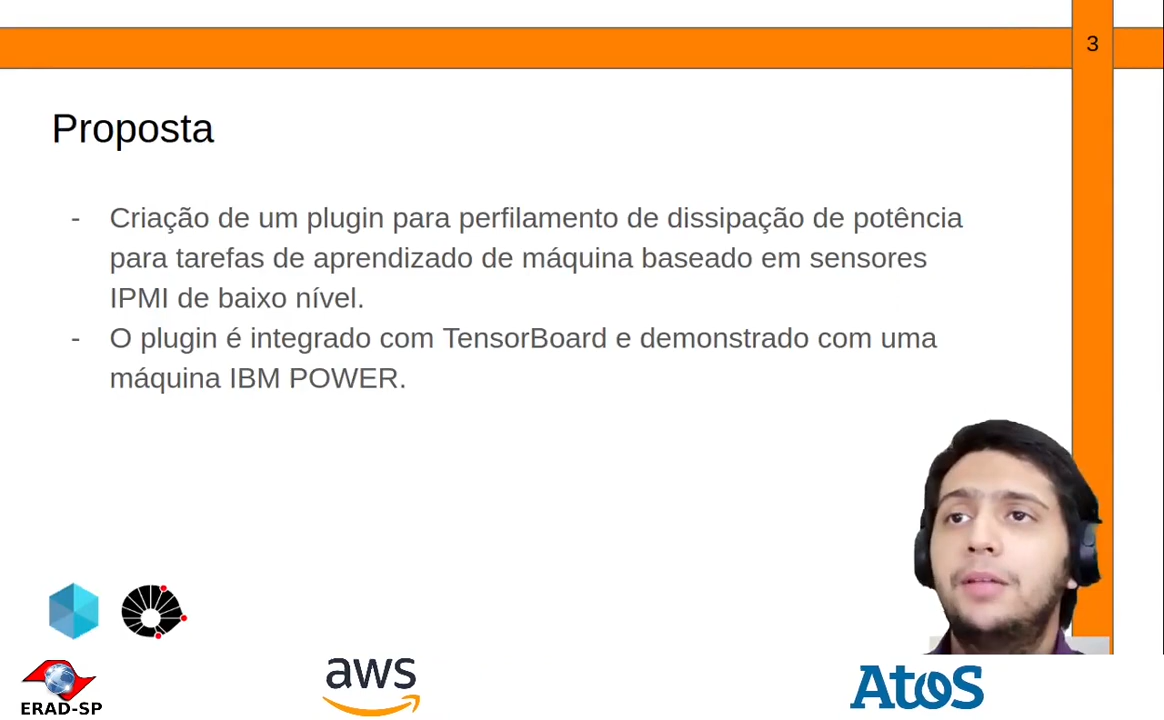 3
Proposta
- Criação de um plugin para perfilamento de dissipação de potência
para tarefas de aprendizado de máquina baseado em sensores
IPMI de baixo nível.
- O plugin é integrado com TensorBoard e demonstrado com uma
máquina IBM POWER.
ERAD-SP
aws
Atos